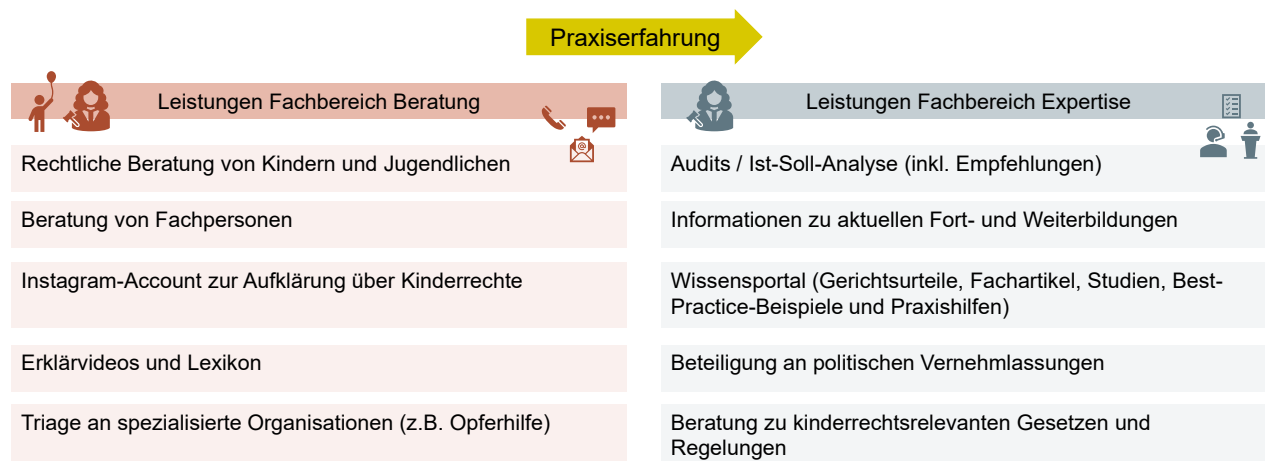 Praxiserfahrung
Leistungen Fachbereich Beratung
Rechtliche Beratung von Kindern und Jugendlichen
Beratung von Fachpersonen
Instagram-Account zur Aufklärung über Kinderrechte
Erklärvideos und Lexikon
Triage an spezialisierte Organisationen (z.B. Opferhilfe)
Leistungen Fachbereich Expertise
Audits / Ist-Soll-Analyse (inkl. Empfehlungen)
Informationen zu aktuellen Fort- und Weiterbildungen
Wissensportal (Gerichtsurteile, Fachartikel, Studien, Best-
Practice-Beispiele und Praxishilfen)
Beteiligung an politischen Vernehmlassungen
Beratung zu kinderrechtsrelevanten Gesetzen und
Regelungen